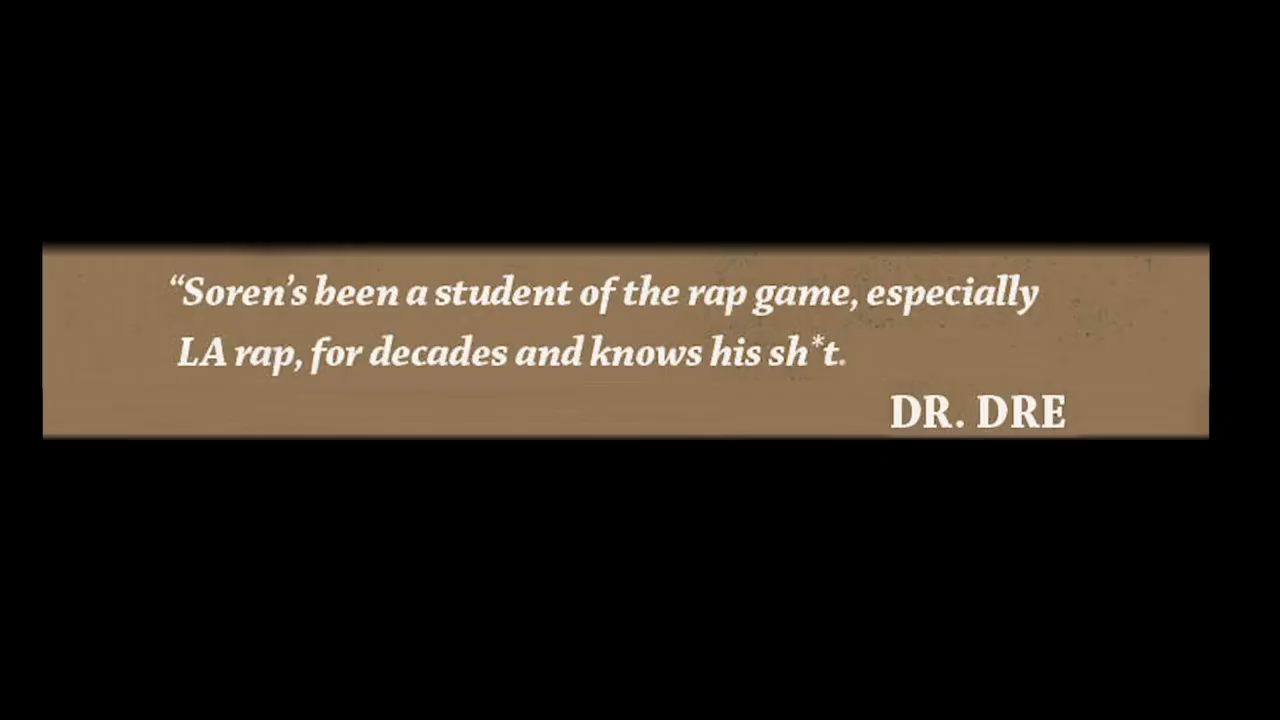 “Soren’s been a student of the rap game, especially
LA rap, for decades and knows his sh*t.
DR. DRE